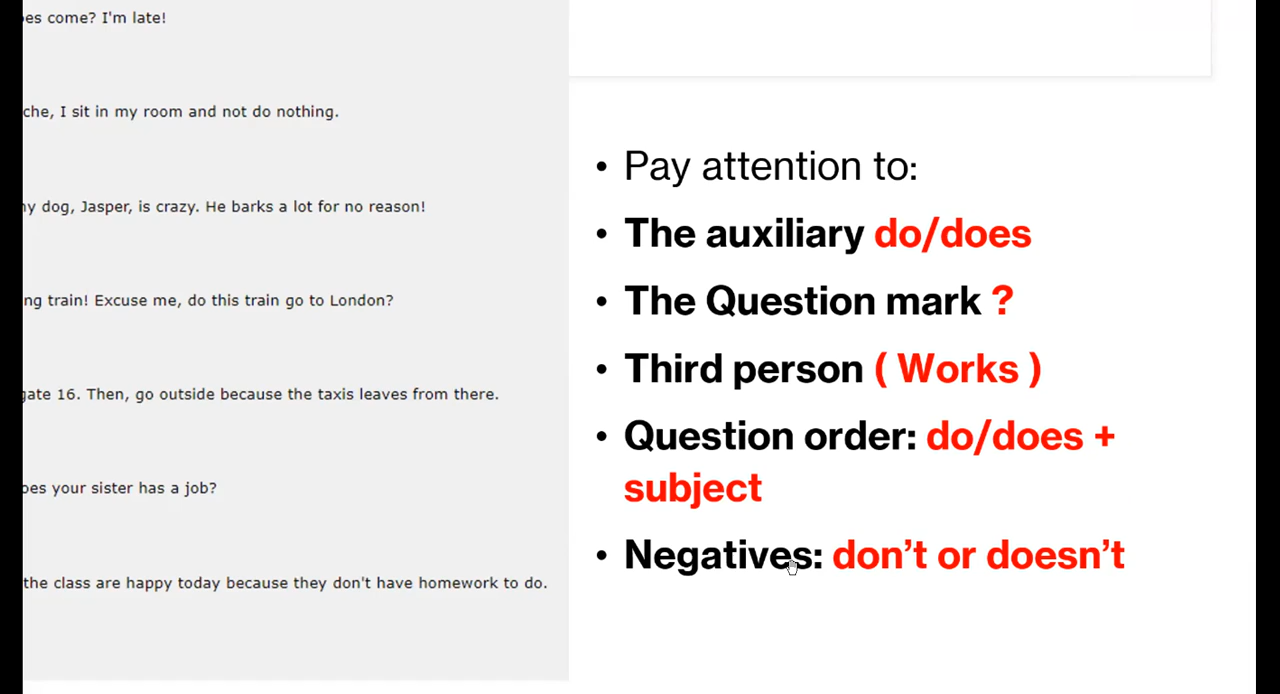 es come? I'm late!
che, I sit in my room and not do nothing.
y dog, Jasper, is crazy. He barks a lot for no reason!
ng train! Excuse me, do this train go to London?
gate 16. Then, go outside because the taxis leaves from there.
oes your sister has a job?
the class are happy today because they don't have homework to do.
• Pay attention to:
• The auxiliary do/does
• The Question mark ?
• Third person ( Works )
• Question order: do/does +
subject
• Negatives: don’t or doesn’t